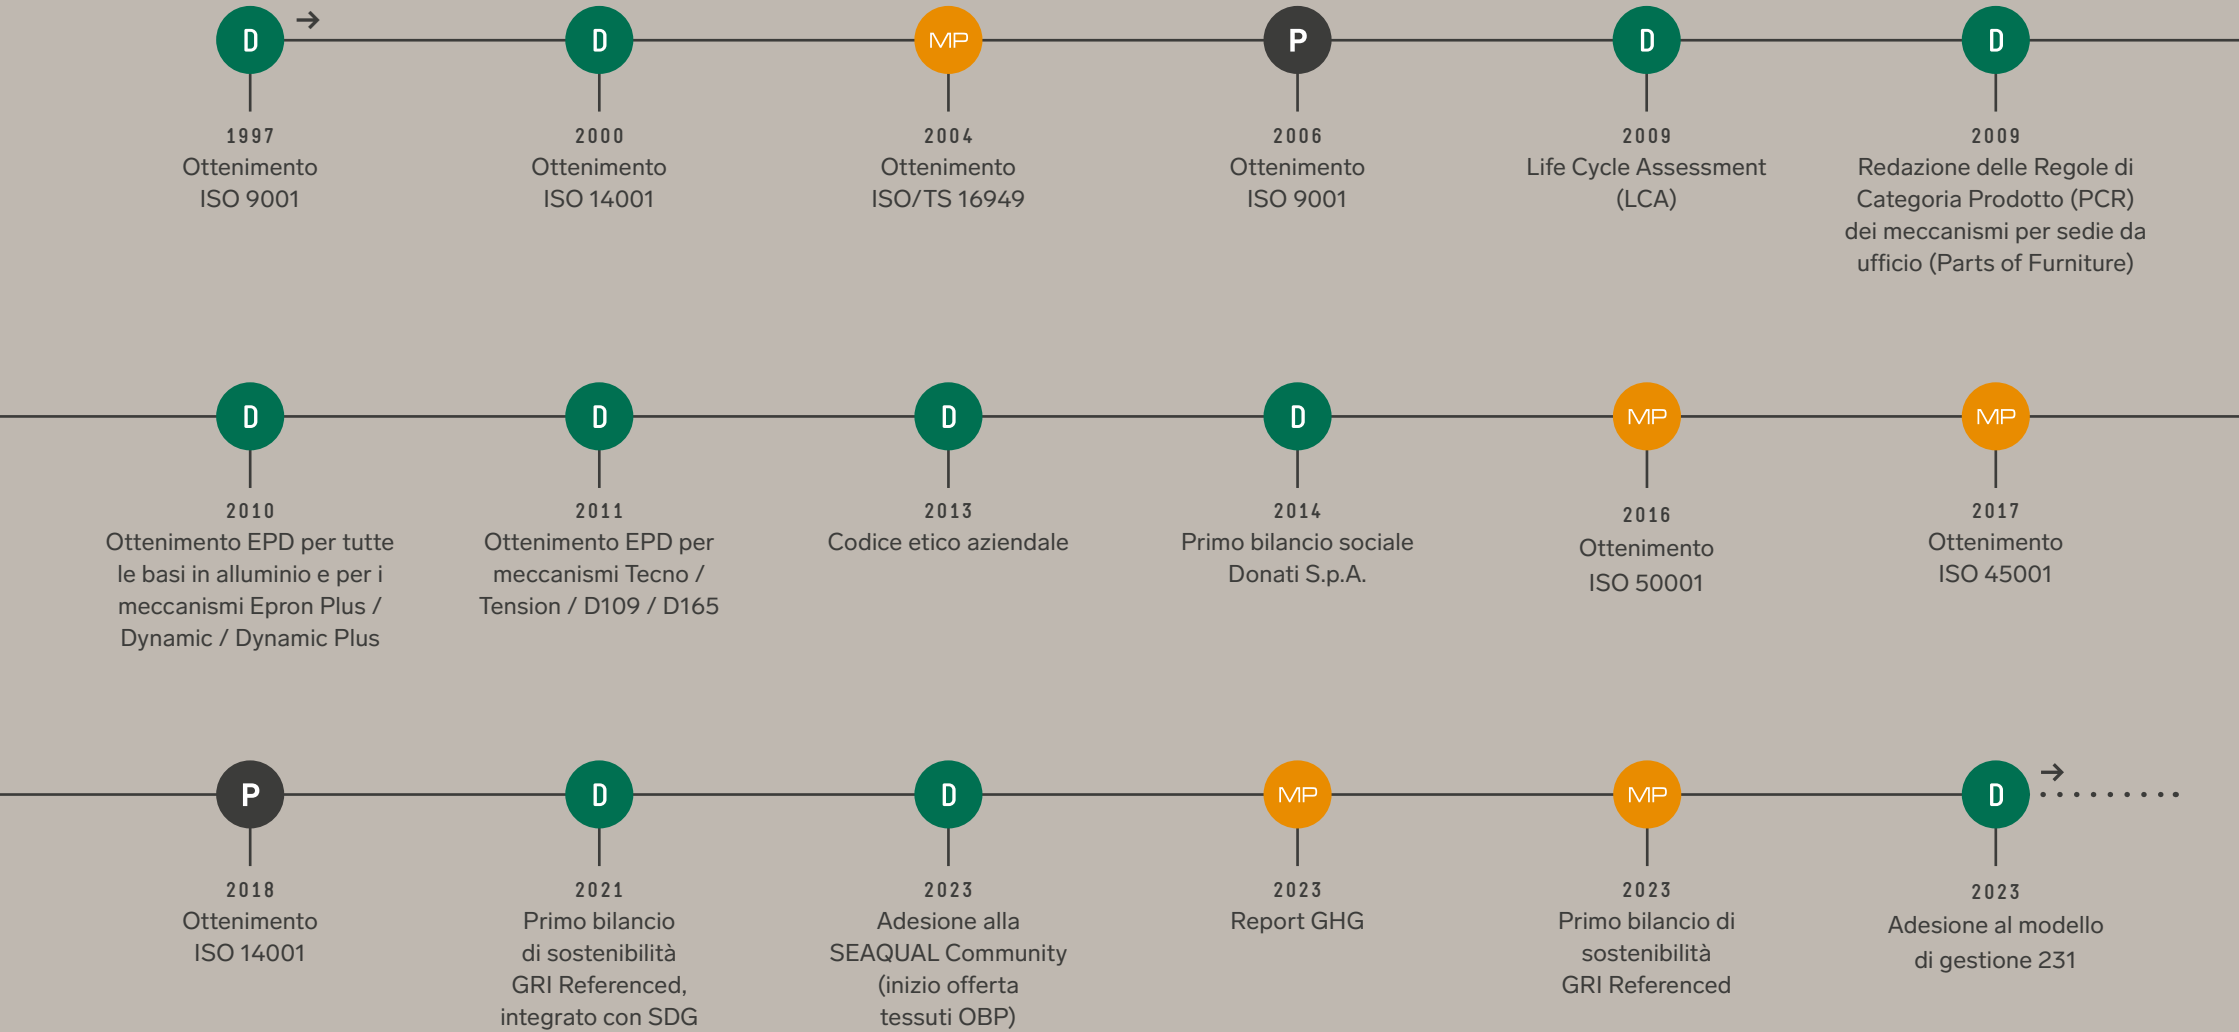 D
1997
Ottenimento
ISO 9001
D
2000
Ottenimento
ISO 14001
MP
2004
Ottenimento
ISO/TS 16949
P
2006
Ottenimento
ISO 9001
D
2009
Life Cycle Assessment
(LCA)
D
2009
Redazione delle Regole di
Categoria Prodotto (PCR)
dei meccanismi per sedie da
ufficio (Parts of Furniture)
D
2010
Ottenimento EPD per tutte
le basi in alluminio e per i
meccanismi Epron Plus /
Dynamic / Dynamic Plus
D
2011
Ottenimento EPD per
meccanismi Tecno /
Tension / D109 / D165
D
2013
Codice etico aziendale
D
2014
Primo bilancio sociale
Donati S.p.A.
MP
2016
Ottenimento
ISO 50001
MP
2017
Ottenimento
ISO 45001
P
2018
Ottenimento
ISO 14001
D
2021
Primo bilancio
di sostenibilità
GRI Referenced,
integrato con SDG
D
2023
Adesione alla
SEAQUAL Community
(inizio offerta
tessuti OBP)
MP
2023
Report GHG
MP
2023
Primo bilancio di
sostenibilità
GRI Referenced
D
2023
Adesione al modello
di gestione 231